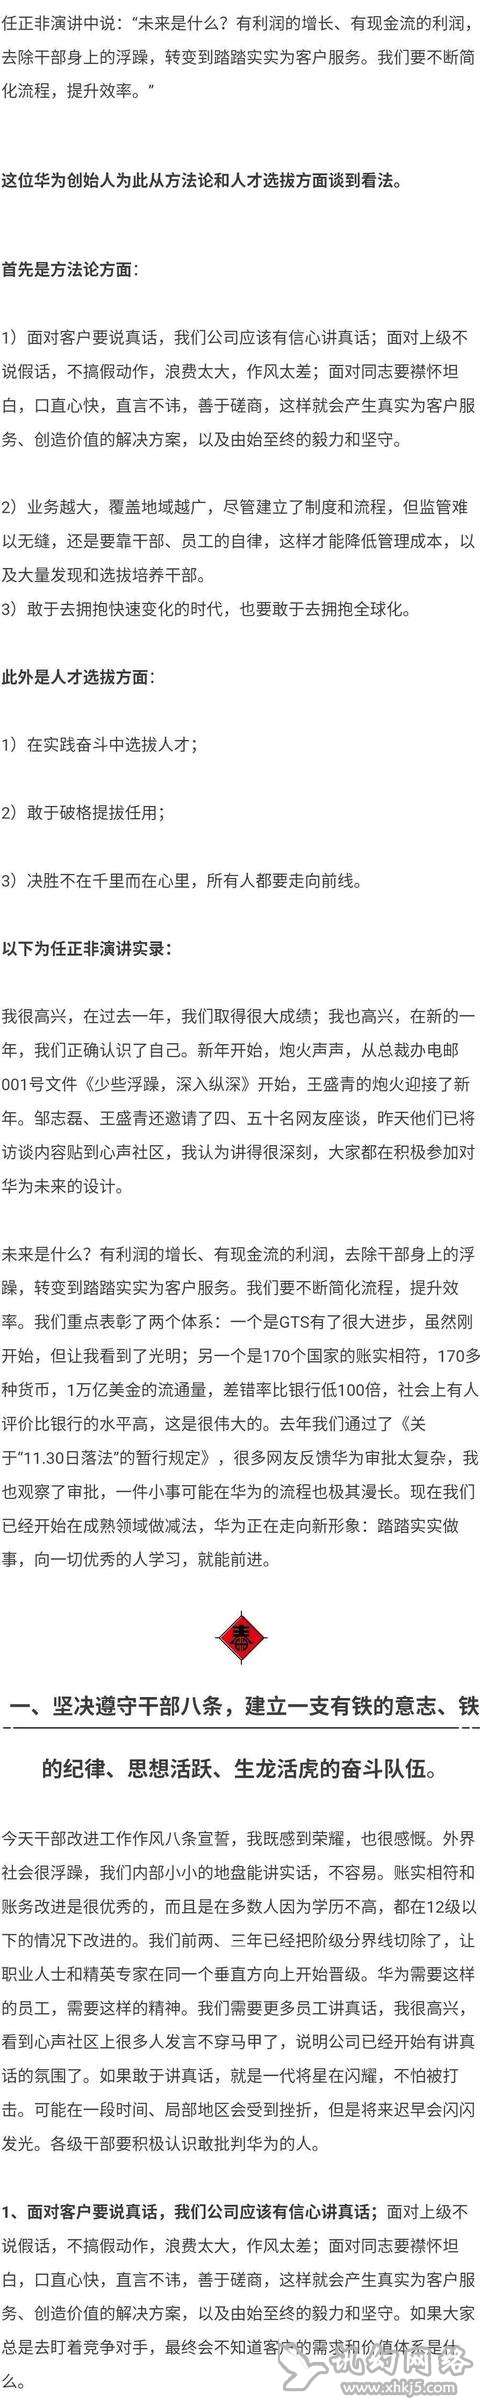 任正非演讲中说：“未来是什么？有利润的增长、有现金流的利润，
去除干部身上的浮躁，转变到踏踏实实为客户服务。我们要不断简
化流程，提升效率。”
这位华为创始人为此从方法论和人才选拔方面谈到看法。
首先是方法论方面：
1）面对客户要说真话，我们公司应该有信心讲真话；面对上级不
说假话，不搞假动作，浪费太大，作风太差；面对同志要襟怀坦
白，口直心快，直言不讳，善于磋商，这样就会产生真实为客户服
务、创造价值的解决方案，以及由始至终的毅力和坚守。
2）业务越大，覆盖地域越广，尽管建立了制度和流程，但监管难
以无缝，还是要靠干部、员工的自律，这样才能降低管理成本，以
及大量发现和选拔培养干部。
3）敢于去拥抱快速变化的时代，也要敢于去拥抱全球化。
此外是人才选拔方面：
1）在实践奋斗中选拔人才；
2）敢于破格提拔任用；
3）决胜不在千里而在心里，所有人都要走向前线。
以下为任正非演讲实录：
我很高兴，在过去一年，我们取得很大成绩；我也高兴，在新的一
年，我们正确认识了自己。新年开始，炮火声声，从总裁办电邮
001号文件《少些浮躁，深入纵深》开始，王盛青的炮火迎接了新
年。邹志磊、王盛青还邀请了四、五十名网友座谈，昨天他们已将
访谈内容贴到心声社区，我认为讲得很深刻，大家都在积极参加对
华为未来的设计。
未来是什么？有利润的增长、有现金流的利润，去除干部身上的浮
躁，转变到踏踏实实为客户服务。我们要不断简化流程，提升效
率。我们重点表彰了两个体系：一个是GTS有了很大进步，虽然刚
开始，但让我看到了光明；另一个是170个国家的账实相符，170多
种货币，1万亿美金的流通量，差错率比银行低100倍，社会上有人
评价比银行的水平高，这是很伟大的。去年我们通过了《关
于“11.30日落法”的暂行规定》，很多网友反馈华为审批太复杂，我
也观察了审批，一件小事可能在华为的流程也极其漫长。现在我们
已经开始在成熟领域做减法，华为正在走向新形象：踏踏实实做
事，向一切优秀的人学习，就能前进。
春
一、坚决遵守干部八条，建立一支有铁的意志、铁
的纪律、思想活跃、生龙活虎的奋斗队伍。
今天干部改进工作作风八条宣誓，我既感到荣耀，也很感慨。外界
社会很浮躁，我们内部小小的地盘能讲实话，不容易。账实相符和
账务改进是很优秀的，而且是在多数人因为学历不高，都在12级以
下的情况下改进的。我们前两、三年已经把阶级分界线切除了，让
职业人士和精英专家在同一个垂直方向上开始晋级。华为需要这样
的员工，需要这样的精神。我们需要更多员工讲真话，我很高兴，
看到心声社区上很多人发言不穿马甲了，说明公司已经开始有讲真
话的氛围了。如果敢于讲真话，就是一代将星在闪耀，不怕被打
击。可能在一段时间、局部地区会受到挫折，但是将来迟早会闪闪
发光。各级干部要积极认识敢批判华为的人。
1、面对客户要说真话，我们公司应该有信心讲真话；面对上级不
说假话，不搞假动作，浪费太大，作风太差；面对同志要襟怀坦
白，口直心快，直言不讳，善于磋商，这样就会产生真实为客户服
务、创造价值的解决方案，以及由始至终的毅力和坚守。如果大家
总是去盯着竞争对手，最终会不知道客户的需求和价值体系是什
么。
讯幻网络
www.xhkj5.com